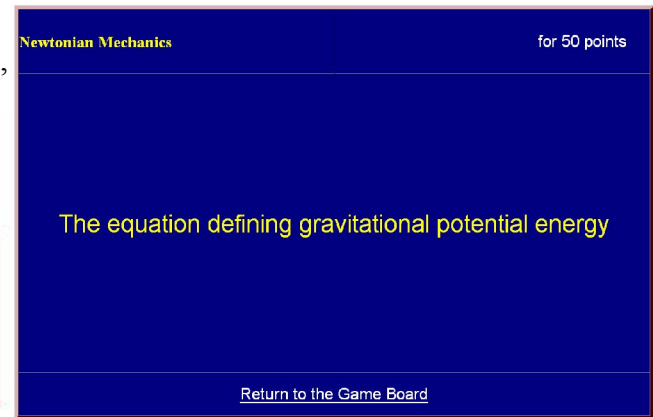 Newtonian Mechanics for 50 points
,
The equation defining gravitational potential energy
Return to the Game Board